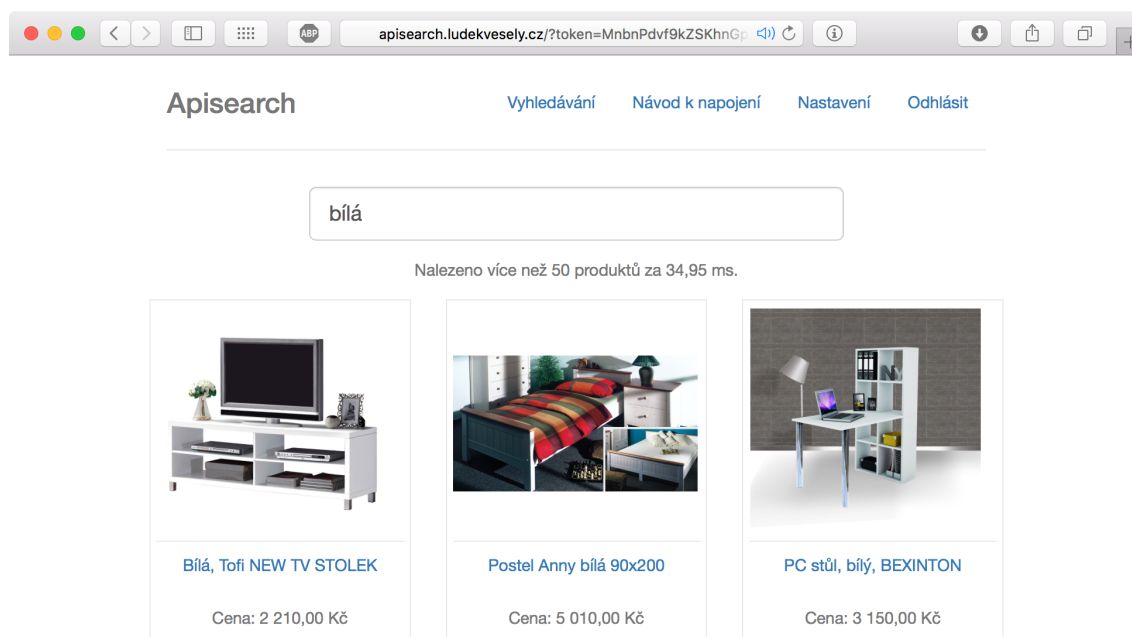 ABP
apisearch.ludekvesely.cz/?token=MnbnPdvf9kZSKhnGp
Apisearch
Vyhledávání Návod k napojení Nastavení Odhlásit
bílá
Nalezeno více než 50 produktů za 34,95 ms.
NY
Bílá, Tofi NEW TV STOLEK
Postel Anny bílá 90x200
PC stůl, bílý, BEXINTON
Cena: 2 210,00 Kč
Cena: 5 010,00 Kč
Cena: 3 150,00 Kč